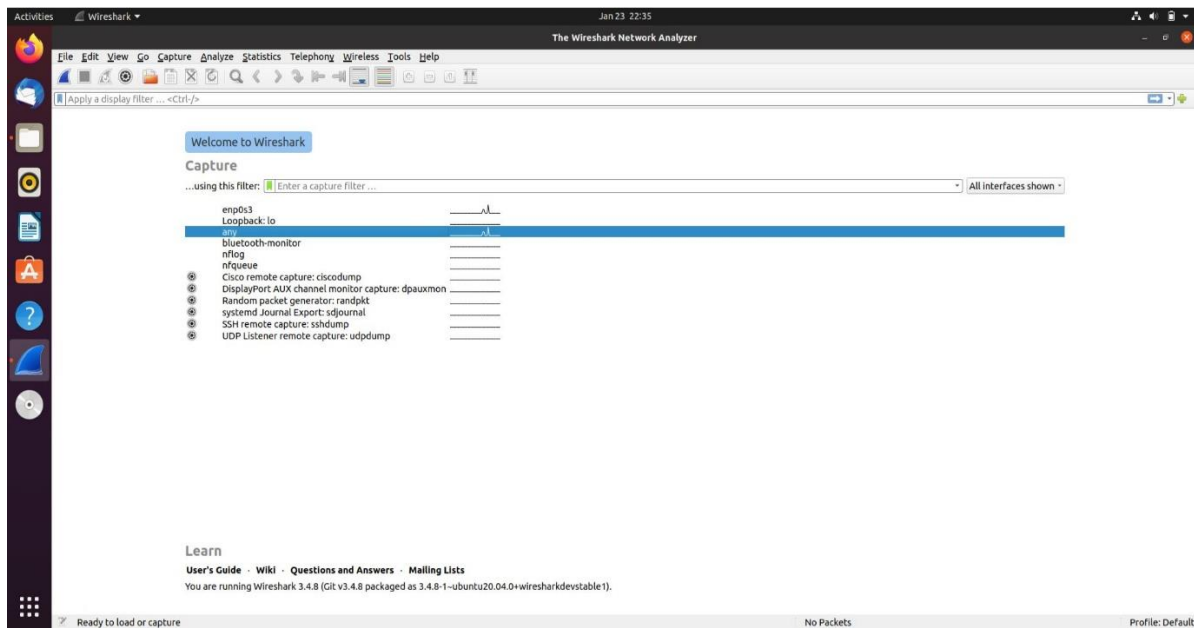 Activities Wireshark Jan 23 22:35
The Wireshark Network Analyzer
File Edit View Go Capture Analyze Statistics Telephony Wireless Tools Help
Apply a display filter ... <Ctrl-/>
Welcome to Wireshark
Capture
...using this filter: Enter a capture filter ... All interfaces shown
enp0s3
Loopback: lo
any
bluetooth-monitor
nflog
nfqueue
Cisco remote capture: ciscodump
DisplayPort AUX channel monitor capture: dpauxmon
Random packet generator: randpkt
systemd Journal Export: sdjournal
SSH remote capture: sshdump
UDP Listener remote capture: udpdump
Learn
User's Guide · Wiki · Questions and Answers · Mailing Lists
You are running Wireshark 3.4.8 (Git v3.4.8 packaged as 3.4.8-1~ubuntu20.04.0+wiresharkdevstable1).
Ready to load or capture No Packets Profile: Default